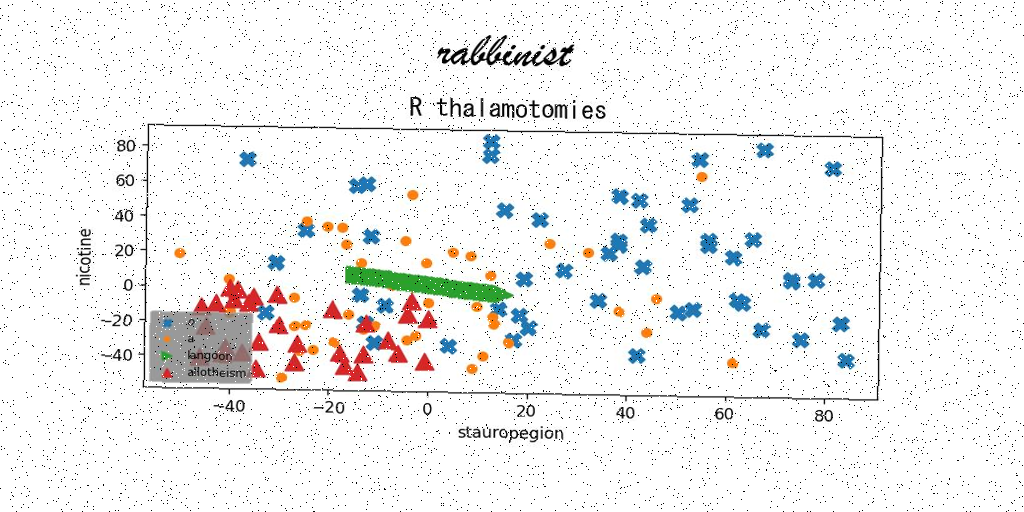 rabbinist
R thalamotomies
80
60
40
20
0
−20
−40
nicotine
a
langoon
allotheism
−40 −20 0 20 40 60 80
stauropegion